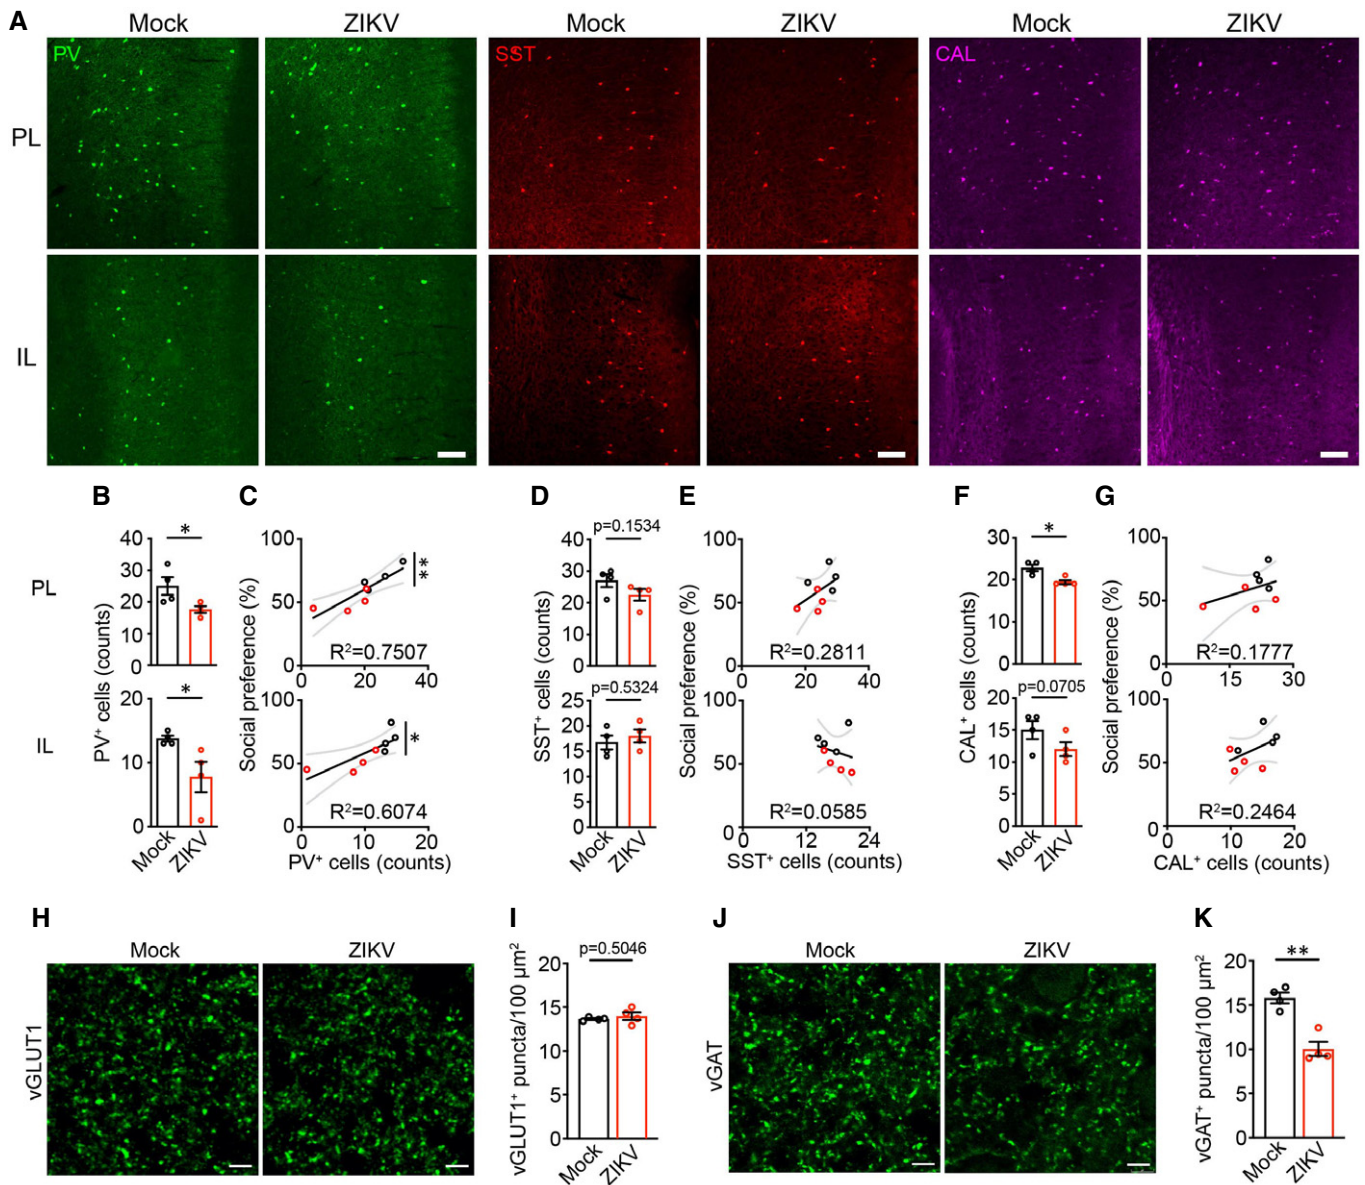 A
Mock ZIKV Mock ZIKV Mock ZIKV
PV SST CAL
PL
IL
B C D E F G
PL
PV⁺ cells (counts)
40
30
20
10
0
*
Social preference (%)
100
50
0
0 20 40
**
R²=0.7507
SST⁺ cells (counts)
p=0.1534
40
30
20
10
0
Social preference (%)
100
50
0
0 20 40
R²=0.2811
CAL⁺ cells (counts)
*
30
20
10
0
Social preference (%)
100
50
0
0 15 30
R²=0.1777
IL
*
20
10
0
Mock ZIKV
100
50
0
0 10 20
*
R²=0.6074
PV⁺ cells (counts)
p=0.5324
25
20
15
10
5
0
Mock ZIKV
100
50
0
0 12 24
R²=0.0585
SST⁺ cells (counts)
p=0.0705
20
15
10
5
0
Mock ZIKV
100
50
0
0 10 20
R²=0.2464
CAL⁺ cells (counts)
H I J K
Mock ZIKV
vGLUT1
p=0.5046
vGLUT1⁺ puncta/100 µm²
20
15
10
5
0
Mock ZIKV
Mock ZIKV
vGAT
**
vGAT⁺ puncta/100 µm²
20
15
10
5
0
Mock ZIKV